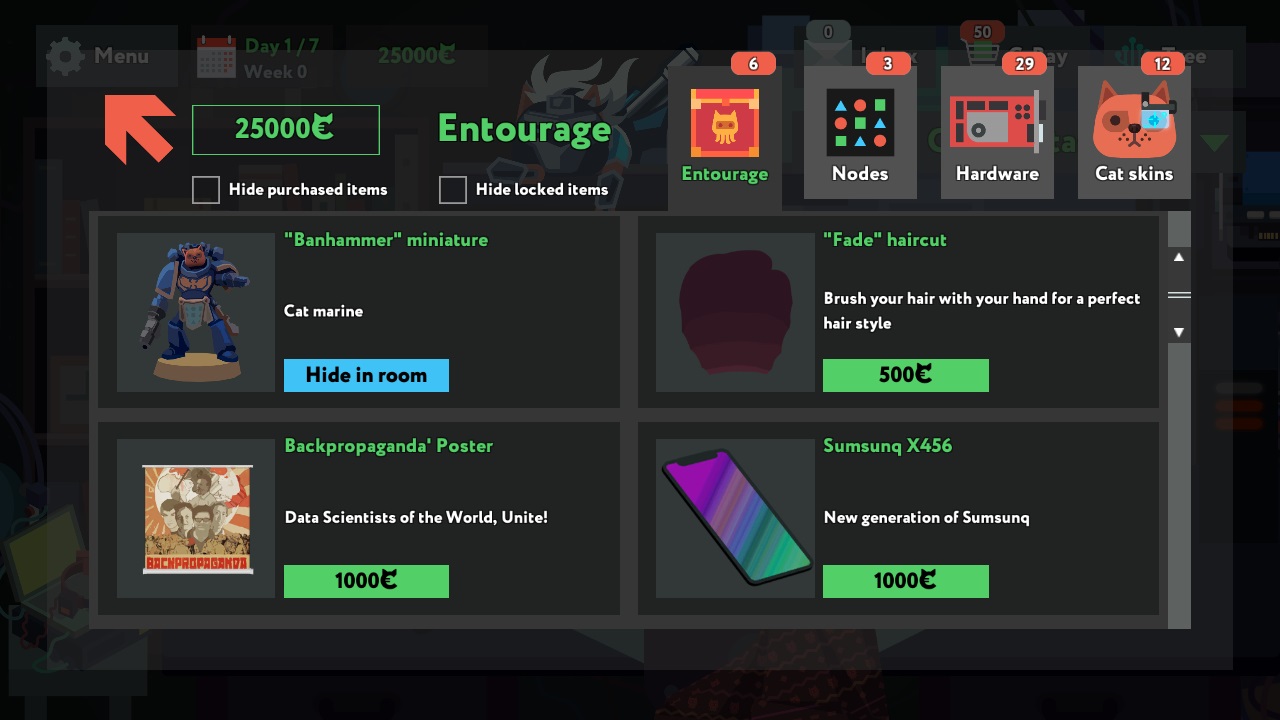 Menu
Day 1 / 7
Week 0
25000€
0
Inbox
50
6
3
29
12
25000€
Entourage
Entourage
Nodes
Hardware
Cat skins
Hide purchased items
Hide locked items
"Banhammer" miniature
Cat marine
Hide in room
"Fade" haircut
Brush your hair with your hand for a perfect
hair style
500€
Backpropaganda' Poster
Data Scientists of the World, Unite!
BACKPROPAGANDA
1000€
Sumsunq X456
New generation of Sumsunq
1000€